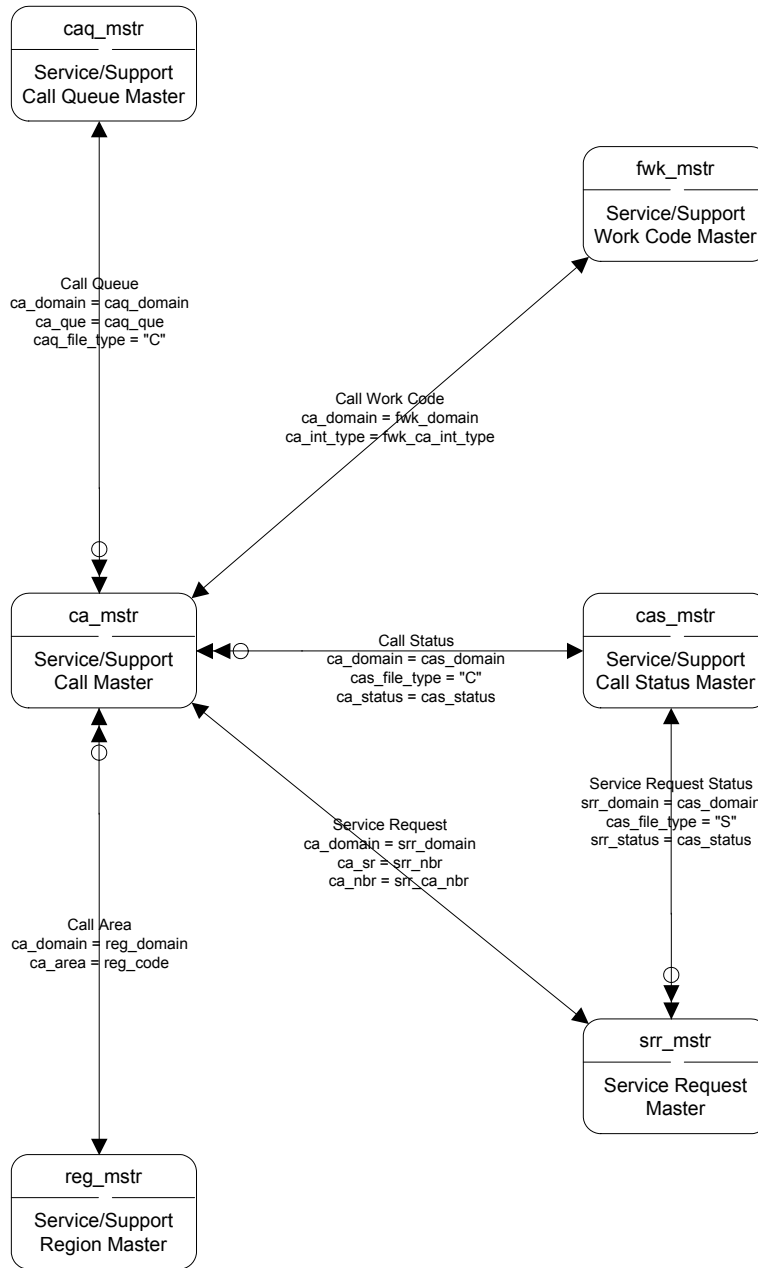 caq_mstr
Service/Support
Call Queue Master
fwk_mstr
Service/Support
Work Code Master
Call Queue
ca_domain = caq_domain
ca_que = caq_que
caq_file_type = "C"
Call Work Code
ca_domain = fwk_domain
ca_int_type = fwk_ca_int_type
ca_mstr
Service/Support
Call Master
Call Status
ca_domain = cas_domain
cas_file_type = "C"
ca_status = cas_status
cas_mstr
Service/Support
Call Status Master
Service Request Status
srr_domain = cas_domain
cas_file_type = "S"
srr_status = cas_status
Service Request
ca_domain = srr_domain
ca_sr = srr_nbr
ca_nbr = srr_ca_nbr
Call Area
ca_domain = reg_domain
ca_area = reg_code
srr_mstr
Service Request
Master
reg_mstr
Service/Support
Region Master